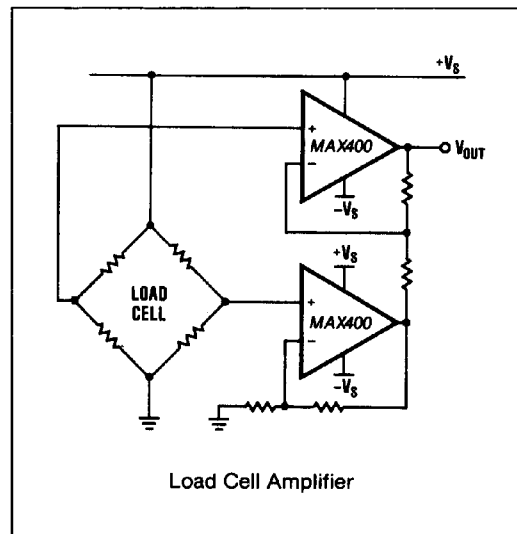 +Vs
+
MAX400
−
VOUT
−Vs
+Vs
LOAD
CELL
+
MAX400
−
−Vs
Load Cell Amplifier